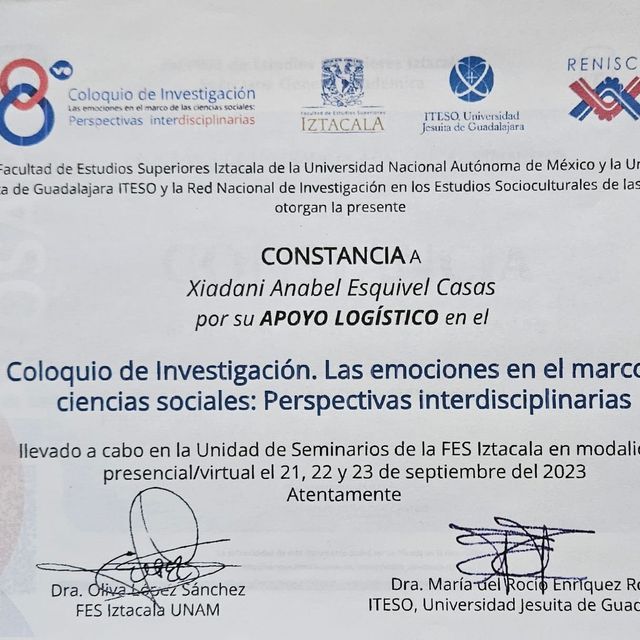 8º
Coloquio de Investigación
Las emociones en el marco de las ciencias sociales:
Perspectivas interdisciplinarias
Facultad de Estudios Superiores
IZTACALA
ITESO, Universidad
Jesuita de Guadalajara
RENISC
Facultad de Estudios Superiores Iztacala de la Universidad Nacional Autónoma de México y la Un
ta de Guadalajara ITESO y la Red Nacional de Investigación en los Estudios Socioculturales de las
otorgan la presente
CONSTANCIA A
Xiadani Anabel Esquivel Casas
por su APOYO LOGÍSTICO en el
Coloquio de Investigación. Las emociones en el marco
ciencias sociales: Perspectivas interdisciplinarias
llevado a cabo en la Unidad de Seminarios de la FES Iztacala en modali
presencial/virtual el 21, 22 y 23 de septiembre del 2023
Atentamente
Dra. Oliva López Sánchez
FES Iztacala UNAM
Dra. María del Rocío Enríquez Ro
ITESO, Universidad Jesuita de Guad